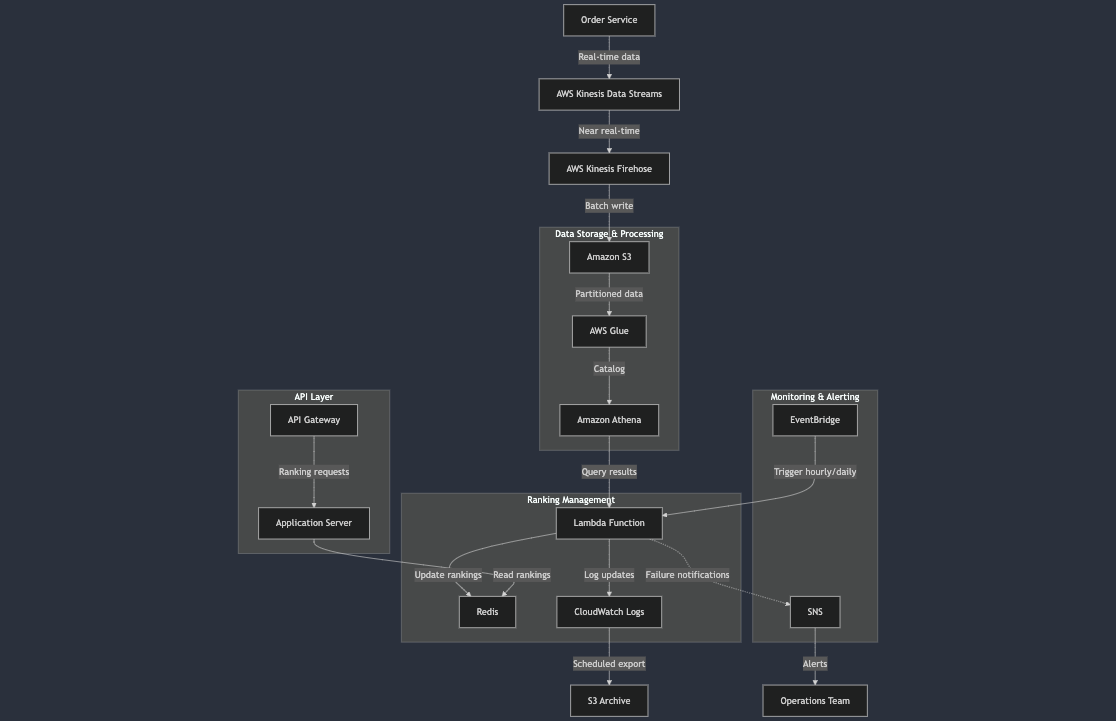 Order Service
Real-time data
AWS Kinesis Data Streams
Near real-time
AWS Kinesis Firehose
Batch write
Data Storage & Processing
Amazon S3
Partitioned data
AWS Glue
Catalog
Amazon Athena
Query results
API Layer
API Gateway
Ranking requests
Application Server
Monitoring & Alerting
EventBridge
Trigger hourly/daily
Ranking Management
Lambda Function
Update rankings
Read rankings
Log updates
Failure notifications
Redis
CloudWatch Logs
SNS
Scheduled export
Alerts
S3 Archive
Operations Team